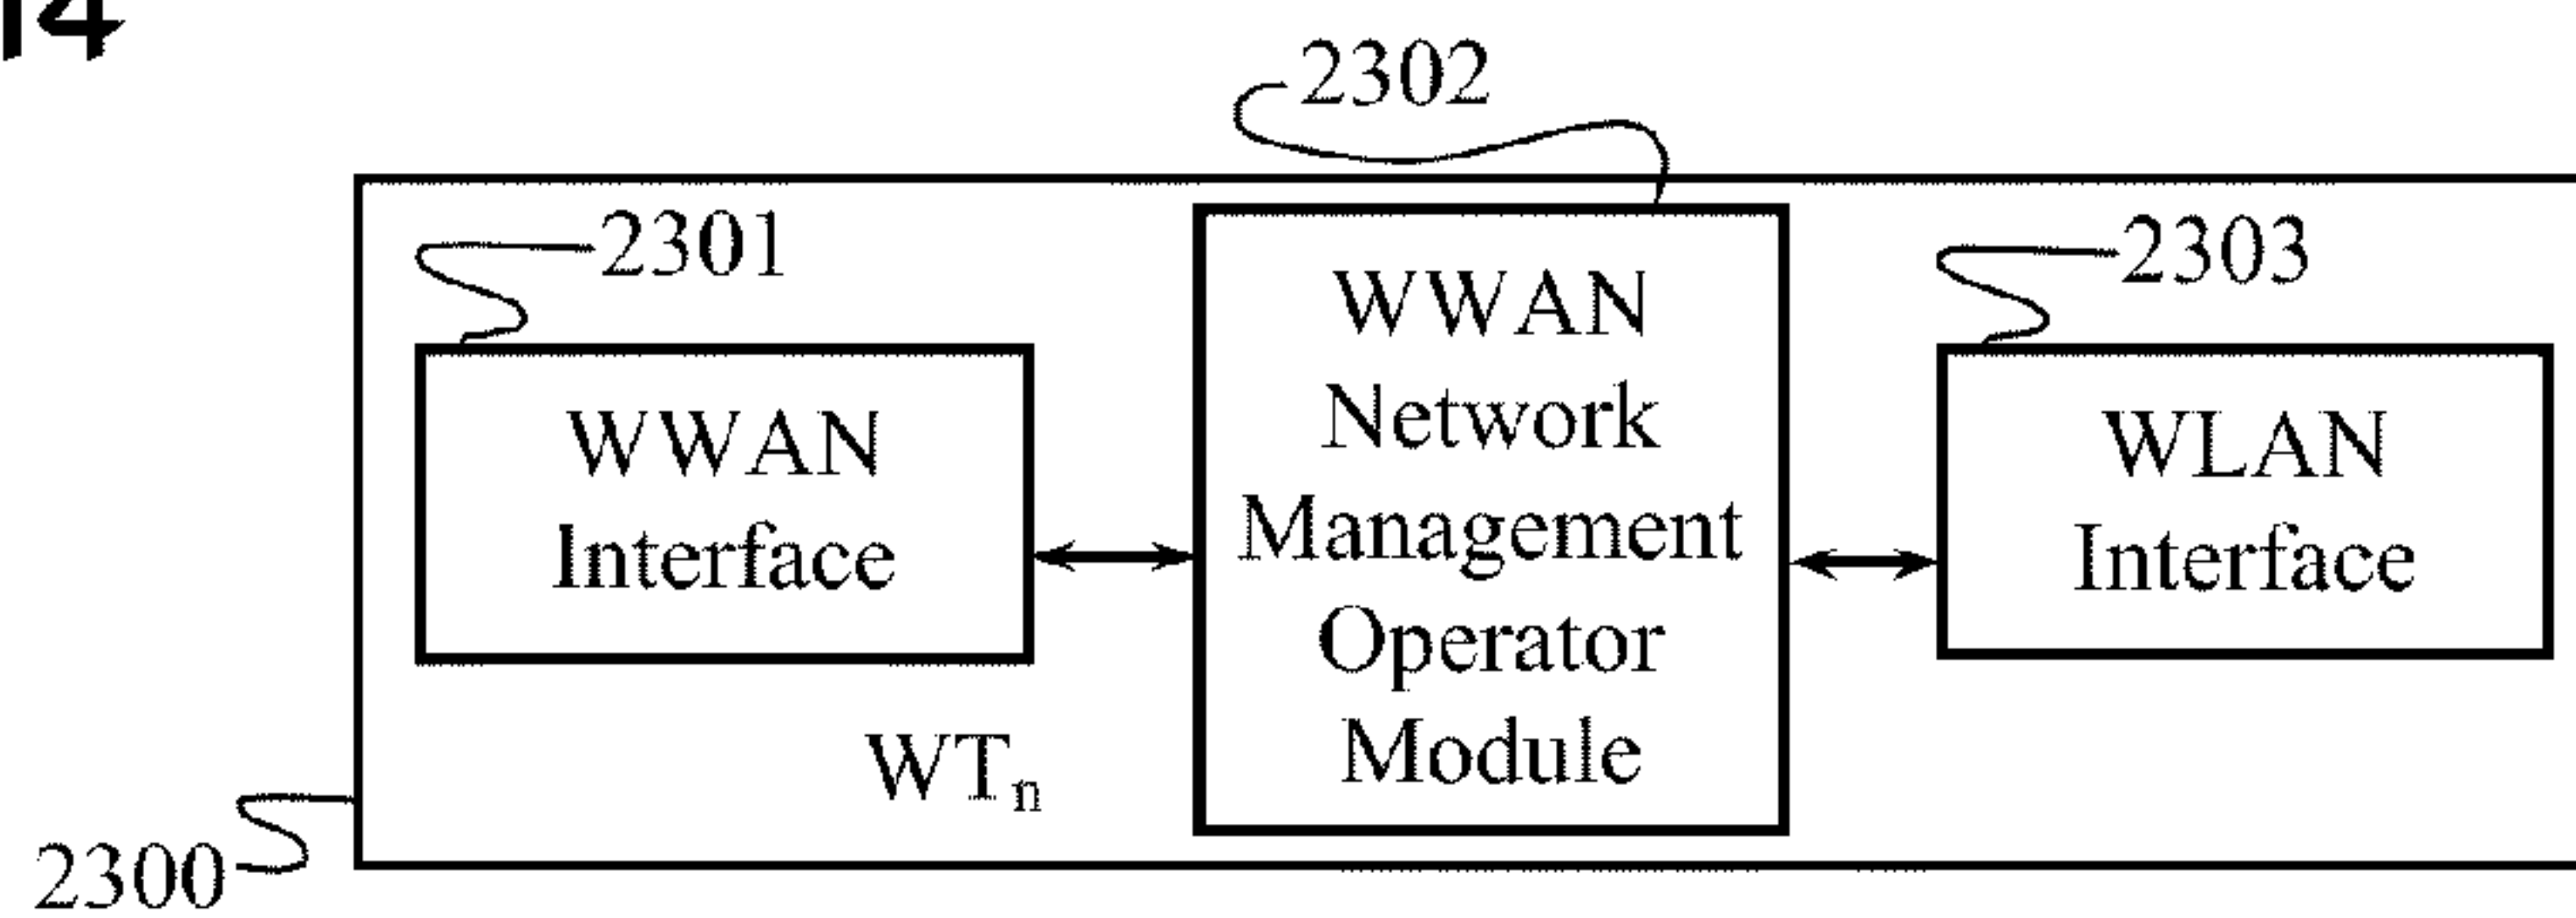 14
2302
2301
2303
WWAN
Interface
WWAN
Network
Management
Operator
Module
WLAN
Interface
WTn
2300